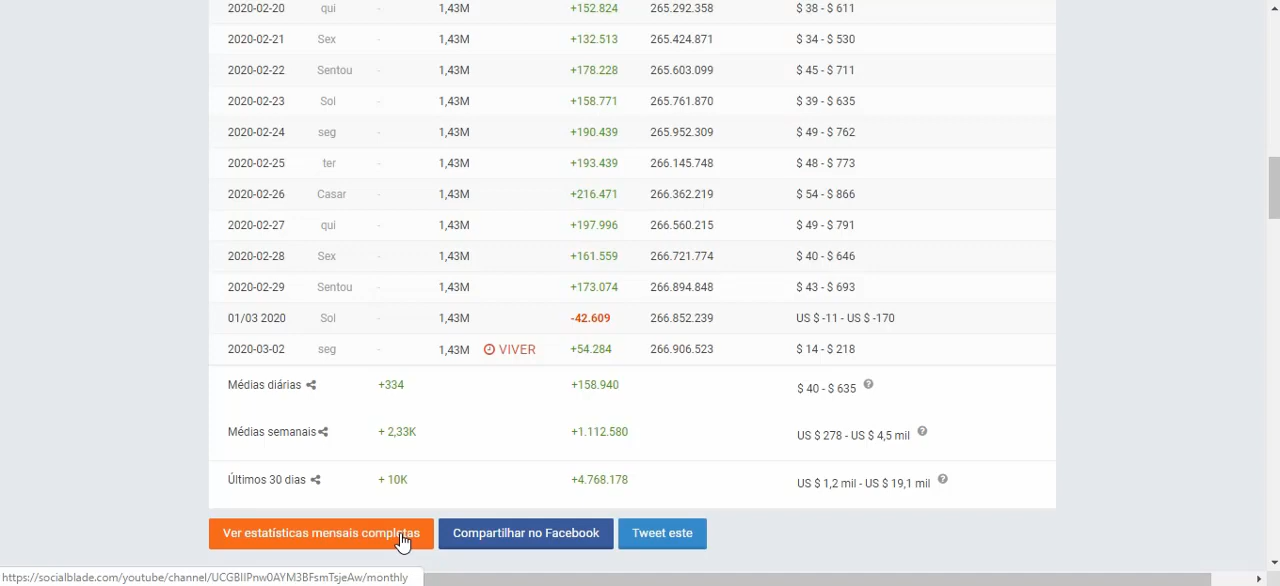 2020-02-20 qui - 1,43M +152.824 265.292.358 $ 38 - $ 611
2020-02-21 Sex - 1,43M +132.513 265.424.871 $ 34 - $ 530
2020-02-22 Sentou - 1,43M +178.228 265.603.099 $ 45 - $ 711
2020-02-23 Sol - 1,43M +158.771 265.761.870 $ 39 - $ 635
2020-02-24 seg - 1,43M +190.439 265.952.309 $ 49 - $ 762
2020-02-25 ter - 1,43M +193.439 266.145.748 $ 48 - $ 773
2020-02-26 Casar - 1,43M +216.471 266.362.219 $ 54 - $ 866
2020-02-27 qui - 1,43M +197.996 266.560.215 $ 49 - $ 791
2020-02-28 Sex - 1,43M +161.559 266.721.774 $ 40 - $ 646
2020-02-29 Sentou - 1,43M +173.074 266.894.848 $ 43 - $ 693
01/03 2020 Sol - 1,43M -42.609 266.852.239 US $ -11 - US $ -170
2020-03-02 seg - 1,43M VIVER +54.284 266.906.523 $ 14 - $ 218
Médias diárias +334 +158.940 $ 40 - $ 635 ?
Médias semanais + 2,33K +1.112.580 US $ 278 - US $ 4,5 mil ?
Últimos 30 dias + 10K +4.768.178 US $ 1,2 mil - US $ 19,1 mil ?
Ver estatísticas mensais completas Compartilhar no Facebook Tweet este
https://socialblade.com/youtube/channel/UCGBIlPnw0AYM3BFsmTsjeAw/monthly